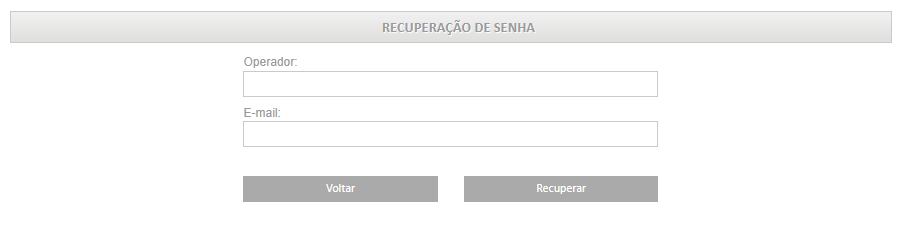 RECUPERAÇÃO DE SENHA
Operador:
E-mail:
Voltar
Recuperar